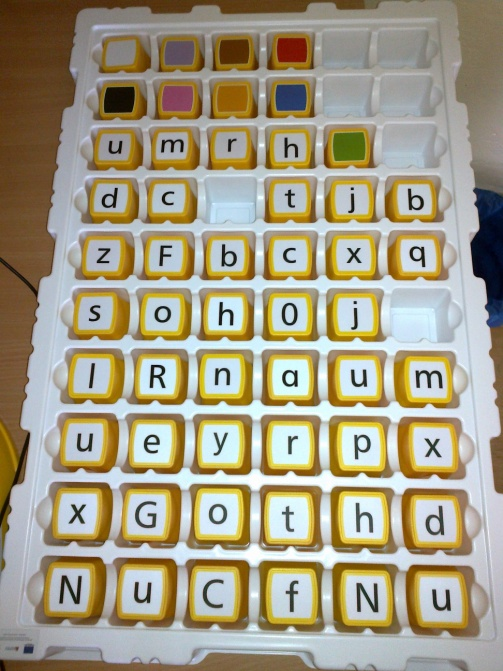 u m r h
d c t j b
z F b c x q
s o h 0 j
l R n a u m
u e y r p x
x G o t h d
N u C f N u